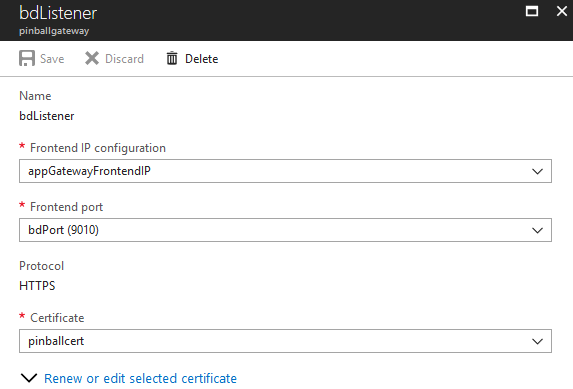 bdListener
pinballgateway
Save Discard Delete
Name
bdListener
* Frontend IP configuration
appGatewayFrontendIP
* Frontend port
bdPort (9010)
Protocol
HTTPS
* Certificate
pinballcert
Renew or edit selected certificate